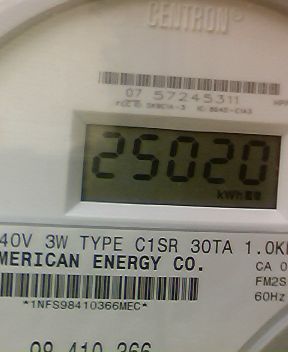 CENTRON®
07 57245311
25020
kWh
40V 3W TYPE C1SR 30TA 1.0K
MERICAN ENERGY CO.
CA 0
FM2S
60Hz
*1NFS98410366MEC*
98 410 366